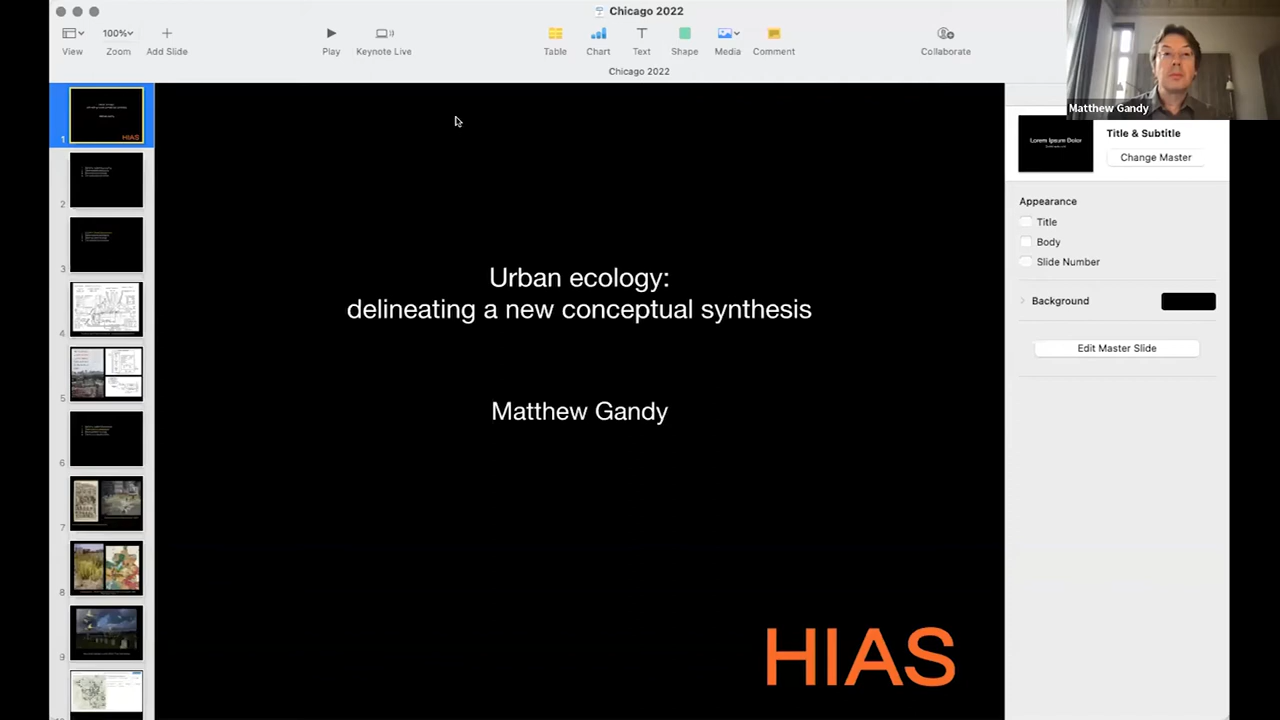 Chicago 2022
View
100%
Zoom
Add Slide
Play
Keynote Live
Table
Chart
Text
Shape
Media
Comment
Collaborate
Chicago 2022
Matthew Gandy
Lorem Ipsum Dolor
Title & Subtitle
Change Master
Appearance
Title
Body
Slide Number
Background
Edit Master Slide
1
HIAS
2
3
4
5
6
7
8
9
Urban ecology:
delineating a new conceptual synthesis
Matthew Gandy
HIAS